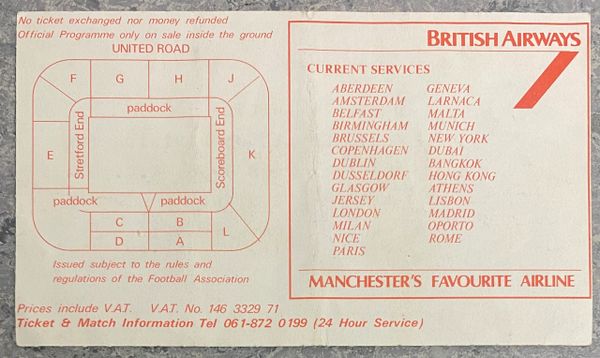 No ticket exchanged nor money refunded
Official Programme only on sale inside the ground
UNITED ROAD
F G H J
paddock
Stretford End
Scoreboard End
E
K
paddock paddock
C B
D A
L
Issued subject to the rules and
regulations of the Football Association
BRITISH AIRWAYS
CURRENT SERVICES
ABERDEEN GENEVA
AMSTERDAM LARNACA
BELFAST MALTA
BIRMINGHAM MUNICH
BRUSSELS NEW YORK
COPENHAGEN DUBAI
DUBLIN BANGKOK
DUSSELDORF HONG KONG
GLASGOW ATHENS
JERSEY LISBON
LONDON MADRID
MILAN OPORTO
NICE ROME
PARIS
MANCHESTER'S FAVOURITE AIRLINE
Prices include V.A.T. V.A.T. No. 146 3329 71
Ticket & Match Information Tel 061-872 0199 (24 Hour Service)